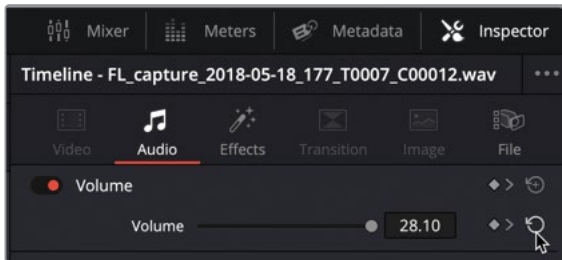 Mixer Meters Metadata Inspector
Timeline - FL_capture_2018-05-18_177_T0007_C00012.wav
Video Audio Effects Transition Image File
Volume
Volume 28.10